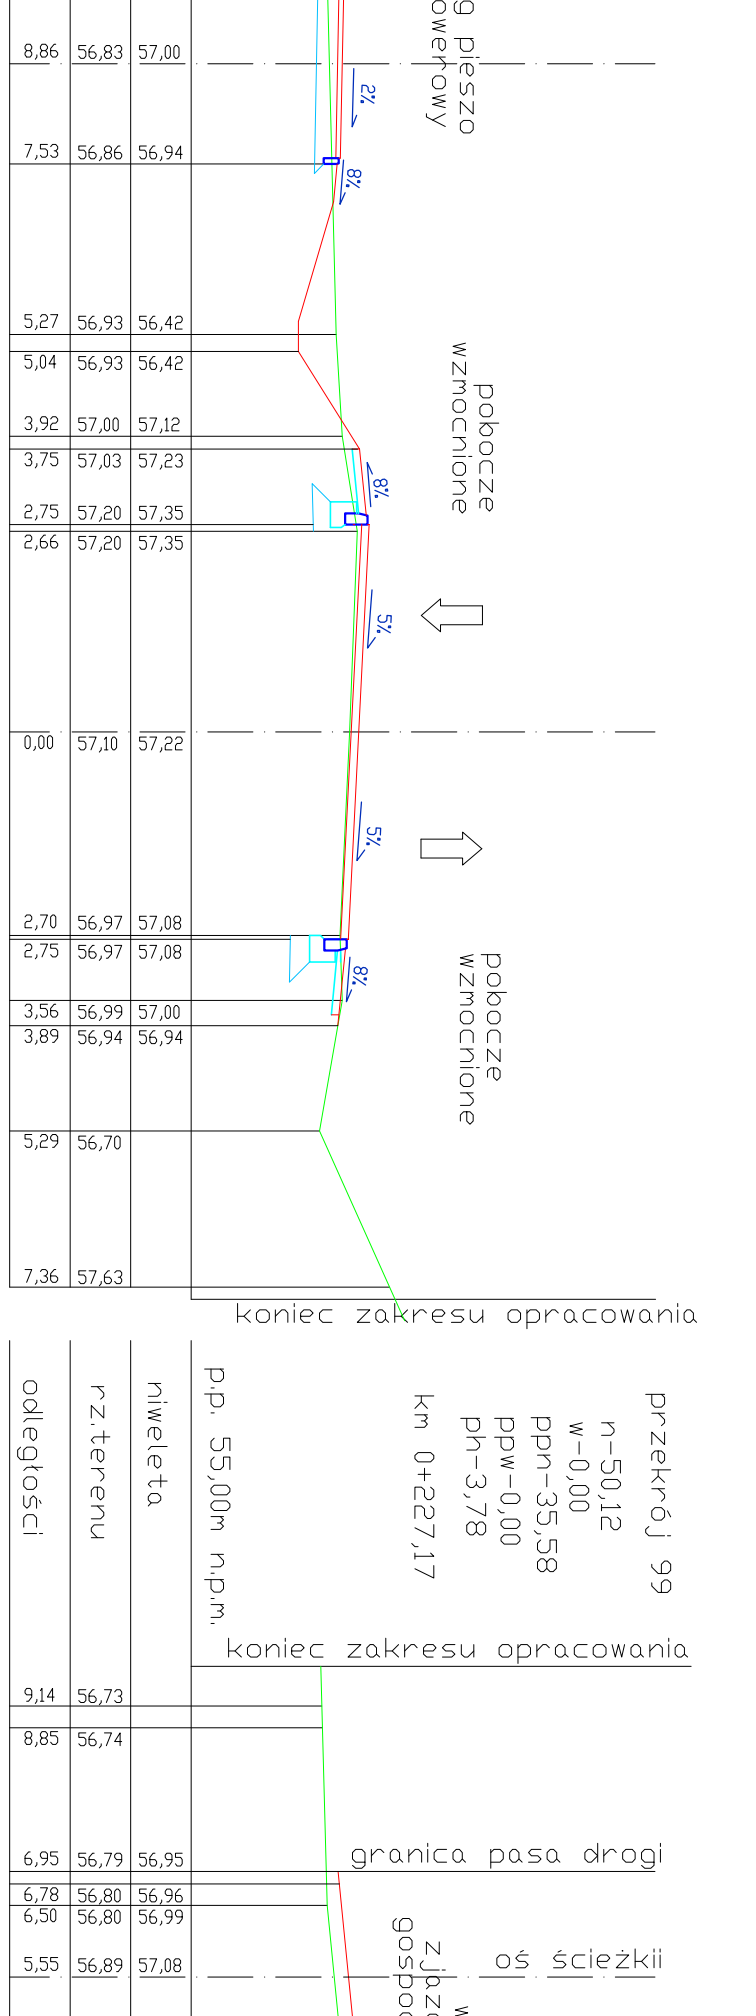 g pieszo
owerowy
8,86 56,83 57,00
2%
7,53 56,86 56,94
8%
5,27 56,93 56,42
5,04 56,93 56,42
pobocze
wzmocnione
3,92 57,00 57,12
3,75 57,03 57,23
8%
2,75 57,20 57,35
2,66 57,20 57,35
5%
0,00 57,10 57,22
5%
2,70 56,97 57,08
2,75 56,97 57,08
8%
pobocze
wzmocnione
3,56 56,99 57,00
3,89 56,94 56,94
5,29 56,70
7,36 57,63
koniec zakresu opracowania
przekrój 99
n-50,12
w-0,00
ppn-35,58
ppw-0,00
ph-3,78
km 0+227,17
p.p. 55,00m n.p.m.
niweleta
rz.terenu
odległości
koniec zakresu opracowania
9,14 56,73
8,85 56,74
granica pasa drogi
6,95 56,79 56,95
6,78 56,80 56,96
6,50 56,80 56,99
oś ścieżkii
5,55 56,89 57,08
w
zjazd
gospod